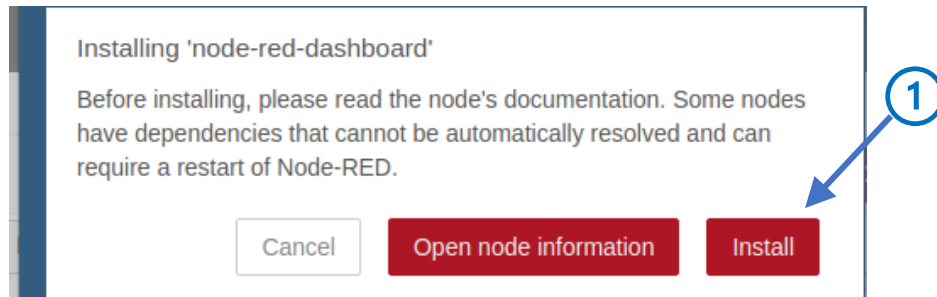 Installing 'node-red-dashboard'
Before installing, please read the node's documentation. Some nodes
have dependencies that cannot be automatically resolved and can
require a restart of Node-RED.
1
Cancel Open node information Install